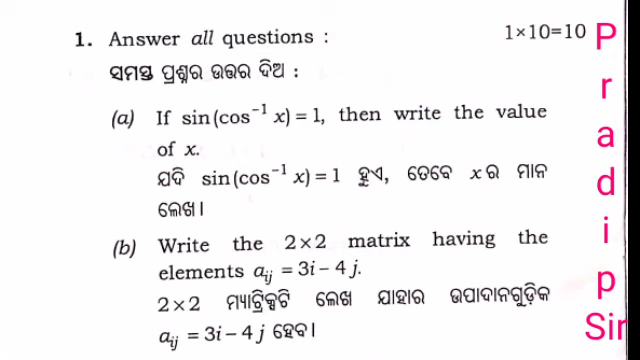 1. Answer all questions : 1×10=10
ସମସ୍ତ ପ୍ରଶ୍ନର ଉତ୍ତର ଦିଅ :
(a) If sin(cos⁻¹ x) = 1, then write the value
of x.
ଯଦି sin(cos⁻¹ x) = 1 ହୁଏ, ତେବେ x ର ମାନ
ଲେଖ।
(b) Write the 2×2 matrix having the
elements aᵢⱼ = 3i – 4j.
2×2 ମ୍ୟାଟ୍ରିକ୍ସଟି ଲେଖ ଯାହାର ଉପାଦାନଗୁଡ଼ିକ
aᵢⱼ = 3i – 4j ହେବ।
P
r
a
d
i
p
Sir